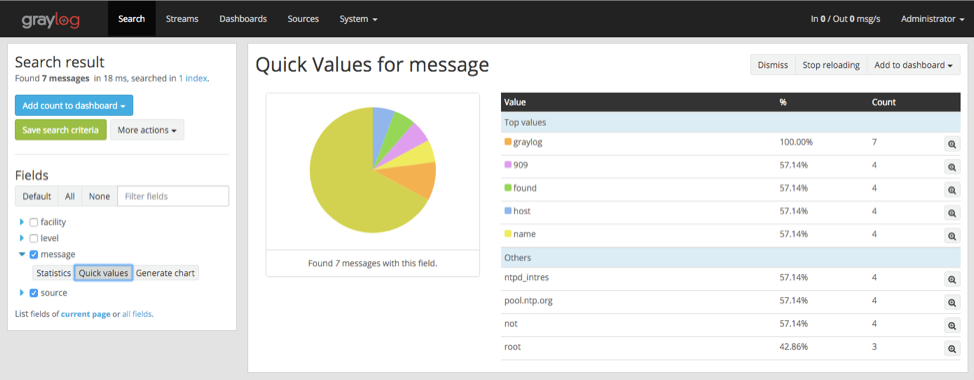 graylog Search Streams Dashboards Sources System In 0 / Out 0 msg/s Administrator
Search result
Found 7 messages in 18 ms, searched in 1 index.
Add count to dashboard
Save search criteria More actions
Fields
Default All None Filter fields
facility
level
message
Statistics Quick values Generate chart
source
List fields of current page or all fields.
Quick Values for message
Dismiss Stop reloading Add to dashboard
Found 7 messages with this field.
Value % Count
Top values
graylog 100.00% 7
909 57.14% 4
found 57.14% 4
host 57.14% 4
name 57.14% 4
Others
ntpd_intres 57.14% 4
pool.ntp.org 57.14% 4
not 57.14% 4
root 42.86% 3